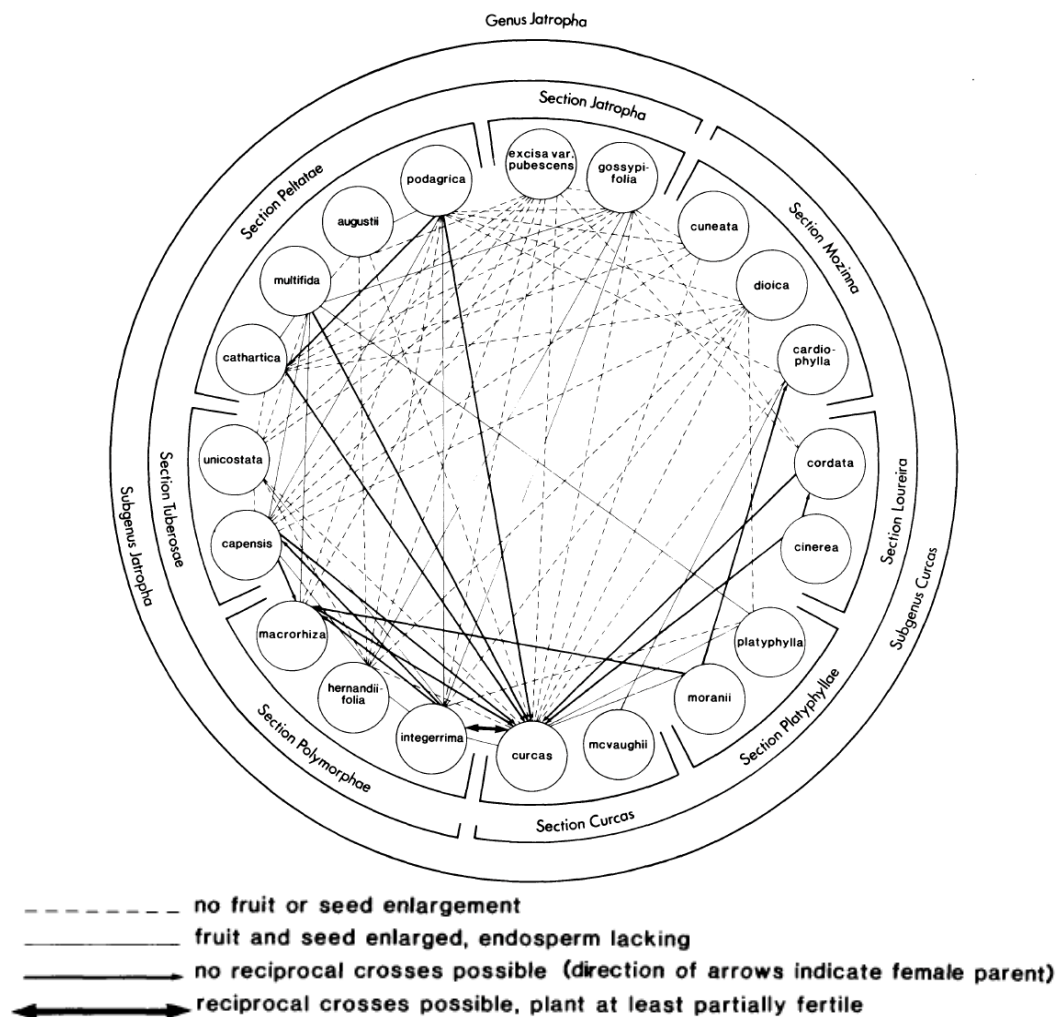 Genus Jatropha
Section Jatropha
Section Peltatae
Section Mozinna
excisa var.
pubescens
gossypi-
folia
podagrica
augustii
cuneata
multifida
dioica
cathartica
cardio-
phylla
unicostata
cordata
Section Tuberosae
Section Loureira
capensis
cinerea
Subgenus Jatropha
Subgenus Curcas
macrorhiza
platyphylla
hernandii-
folia
moranii
integerrima
curcas
mcvaughii
Section Polymorphae
Section Platyphyllae
Section Curcas
no fruit or seed enlargement
fruit and seed enlarged, endosperm lacking
no reciprocal crosses possible (direction of arrows indicate female parent)
reciprocal crosses possible, plant at least partially fertile